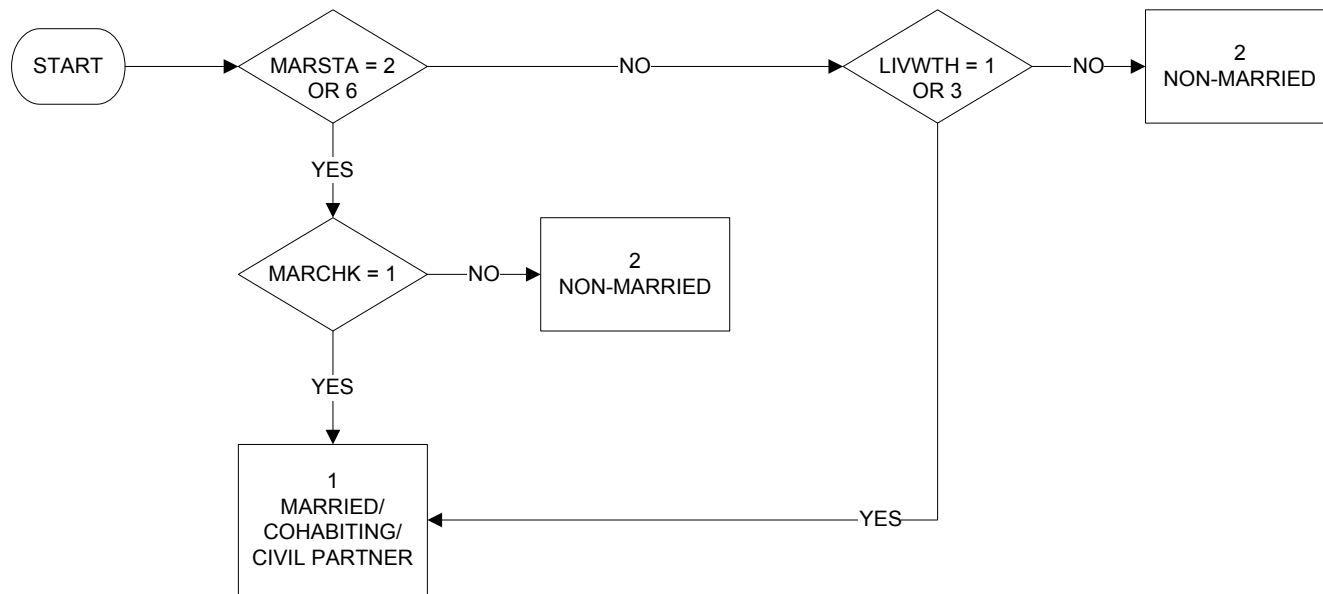 START
MARSTA = 2
OR 6
NO
LIVWTH = 1
OR 3
NO
2
NON-MARRIED
YES
MARCHK = 1
NO
2
NON-MARRIED
YES
1
MARRIED/
COHABITING/
CIVIL PARTNER
YES